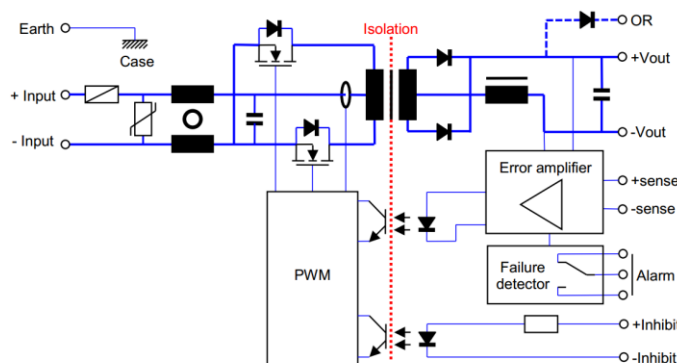 Isolation
Earth
OR
Case
+Vout
+ Input
- Input
-Vout
Error amplifier
+sense
-sense
PWM
Failure
detector
Alarm
+Inhibit
-Inhibit